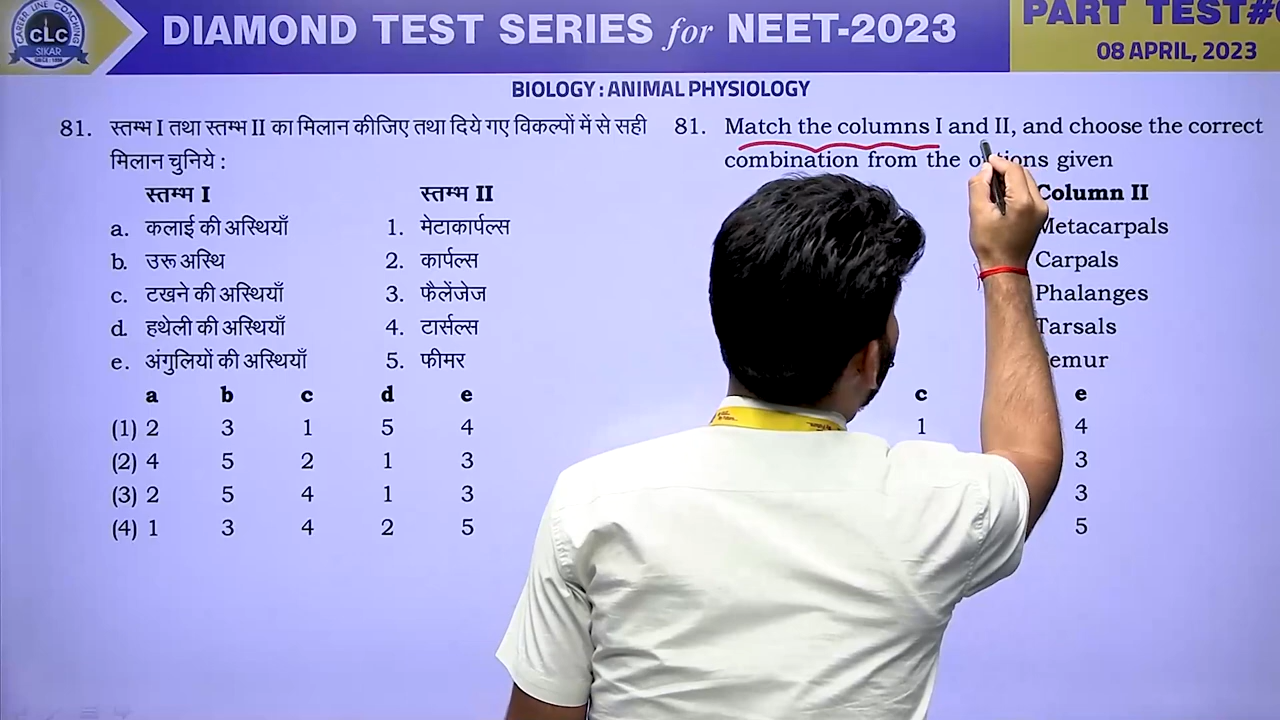 CLC
SIKAR
DIAMOND TEST SERIES for NEET-2023
PART TEST#
08 APRIL, 2023
BIOLOGY : ANIMAL PHYSIOLOGY
81. स्तम्भ I तथा स्तम्भ II का मिलान कीजिए तथा दिये गए विकल्पों में से सही
मिलान चुनिये :
स्तम्भ I स्तम्भ II
a. कलाई की अस्थियाँ 1. मेटाकार्पल्स
b. उरू अस्थि 2. कार्पल्स
c. टखने की अस्थियाँ 3. फैलेंजेज
d. हथेली की अस्थियाँ 4. टार्सल्स
e. अंगुलियों की अस्थियाँ 5. फीमर
a b c d e
(1) 2 3 1 5 4
(2) 4 5 2 1 3
(3) 2 5 4 1 3
(4) 1 3 4 2 5
81. Match the columns I and II, and choose the correct
combination from the options given
Column II
Metacarpals
Carpals
Phalanges
Tarsals
Femur
c e
1 4
3
3
5